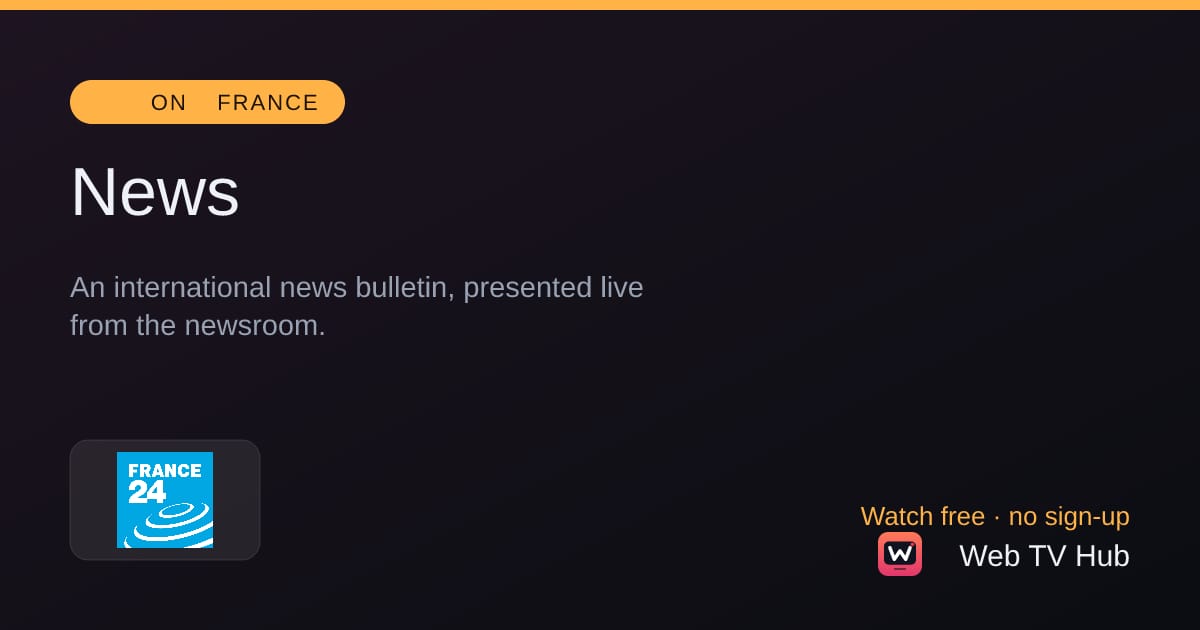 ON FRANCE
News
An international news bulletin, presented live
from the newsroom.
FRANCE
24
Watch free · no sign-up
W
Web TV Hub